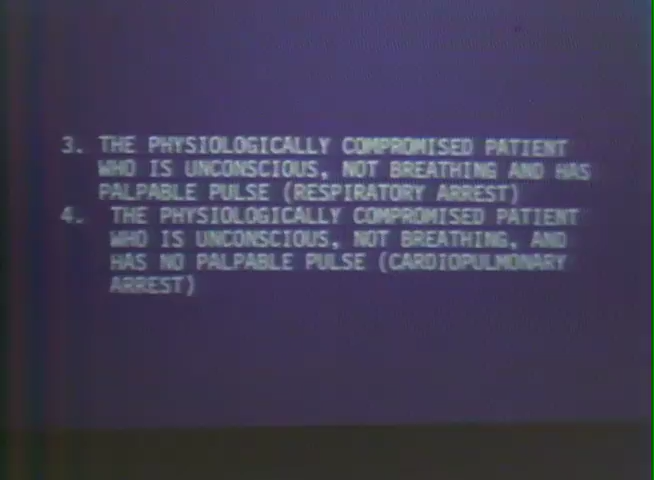 3. THE PHYSIOLOGICALLY COMPROMISED PATIENT
WHO IS UNCONSCIOUS, NOT BREATHING AND HAS
PALPABLE PULSE (RESPIRATORY ARREST)
4. THE PHYSIOLOGICALLY COMPROMISED PATIENT
WHO IS UNCONSCIOUS, NOT BREATHING, AND
HAS NO PALPABLE PULSE (CARDIOPULMONARY
ARREST)